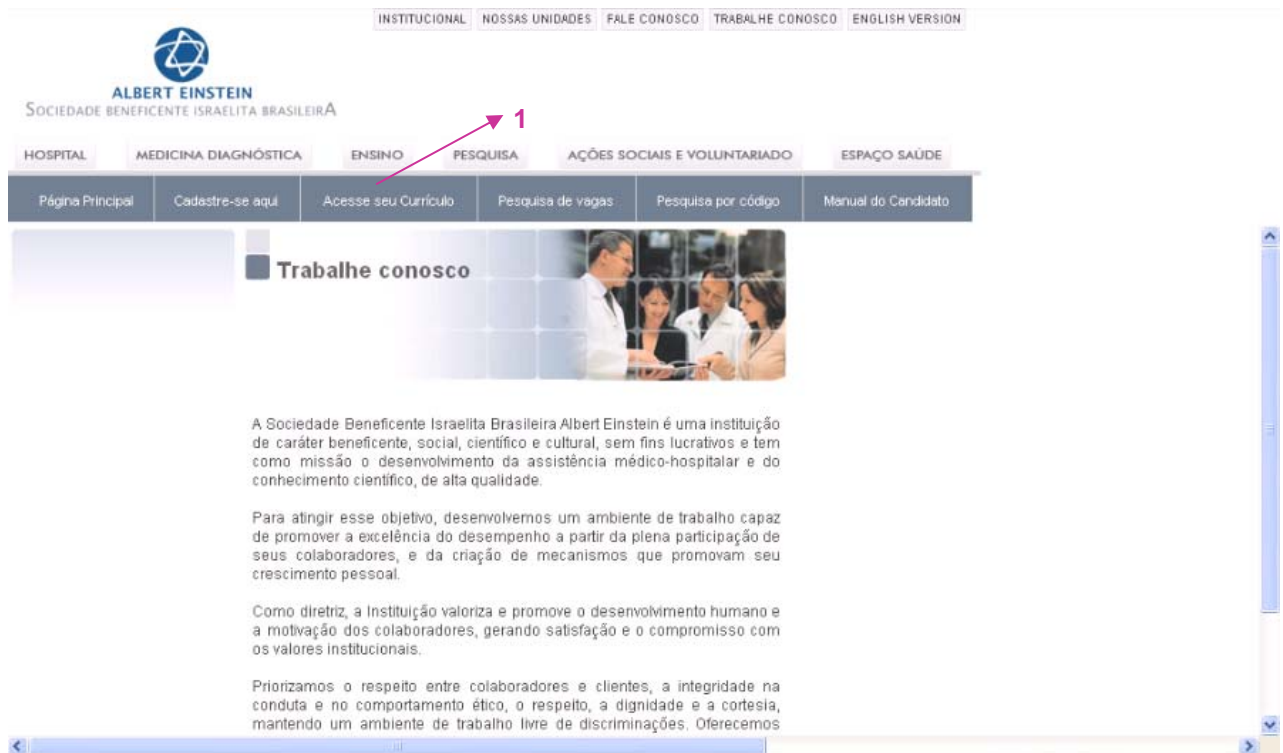 INSTITUCIONAL NOSSAS UNIDADES FALE CONOSCO TRABALHE CONOSCO ENGLISH VERSION
ALBERT EINSTEIN
SOCIEDADE BENEFICENTE ISRAELITA BRASILEIRA
1
HOSPITAL MEDICINA DIAGNÓSTICA ENSINO PESQUISA AÇÕES SOCIAIS E VOLUNTARIADO ESPAÇO SAÚDE
Página Principal Cadastre-se aqui Acesse seu Currículo Pesquisa de vagas Pesquisa por código Manual do Candidato
Trabalhe conosco
A Sociedade Beneficente Israelita Brasileira Albert Einstein é uma instituição
de caráter beneficente, social, científico e cultural, sem fins lucrativos e tem
como missão o desenvolvimento da assistência médico-hospitalar e do
conhecimento científico, de alta qualidade.
Para atingir esse objetivo, desenvolvemos um ambiente de trabalho capaz
de promover a excelência do desempenho a partir da plena participação de
seus colaboradores, e da criação de mecanismos que promovam seu
crescimento pessoal.
Como diretriz, a Instituição valoriza e promove o desenvolvimento humano e
a motivação dos colaboradores, gerando satisfação e o compromisso com
os valores institucionais.
Priorizamos o respeito entre colaboradores e clientes, a integridade na
conduta e no comportamento ético, o respeito, a dignidade e a cortesia,
mantendo um ambiente de trabalho livre de discriminações. Oferecemos